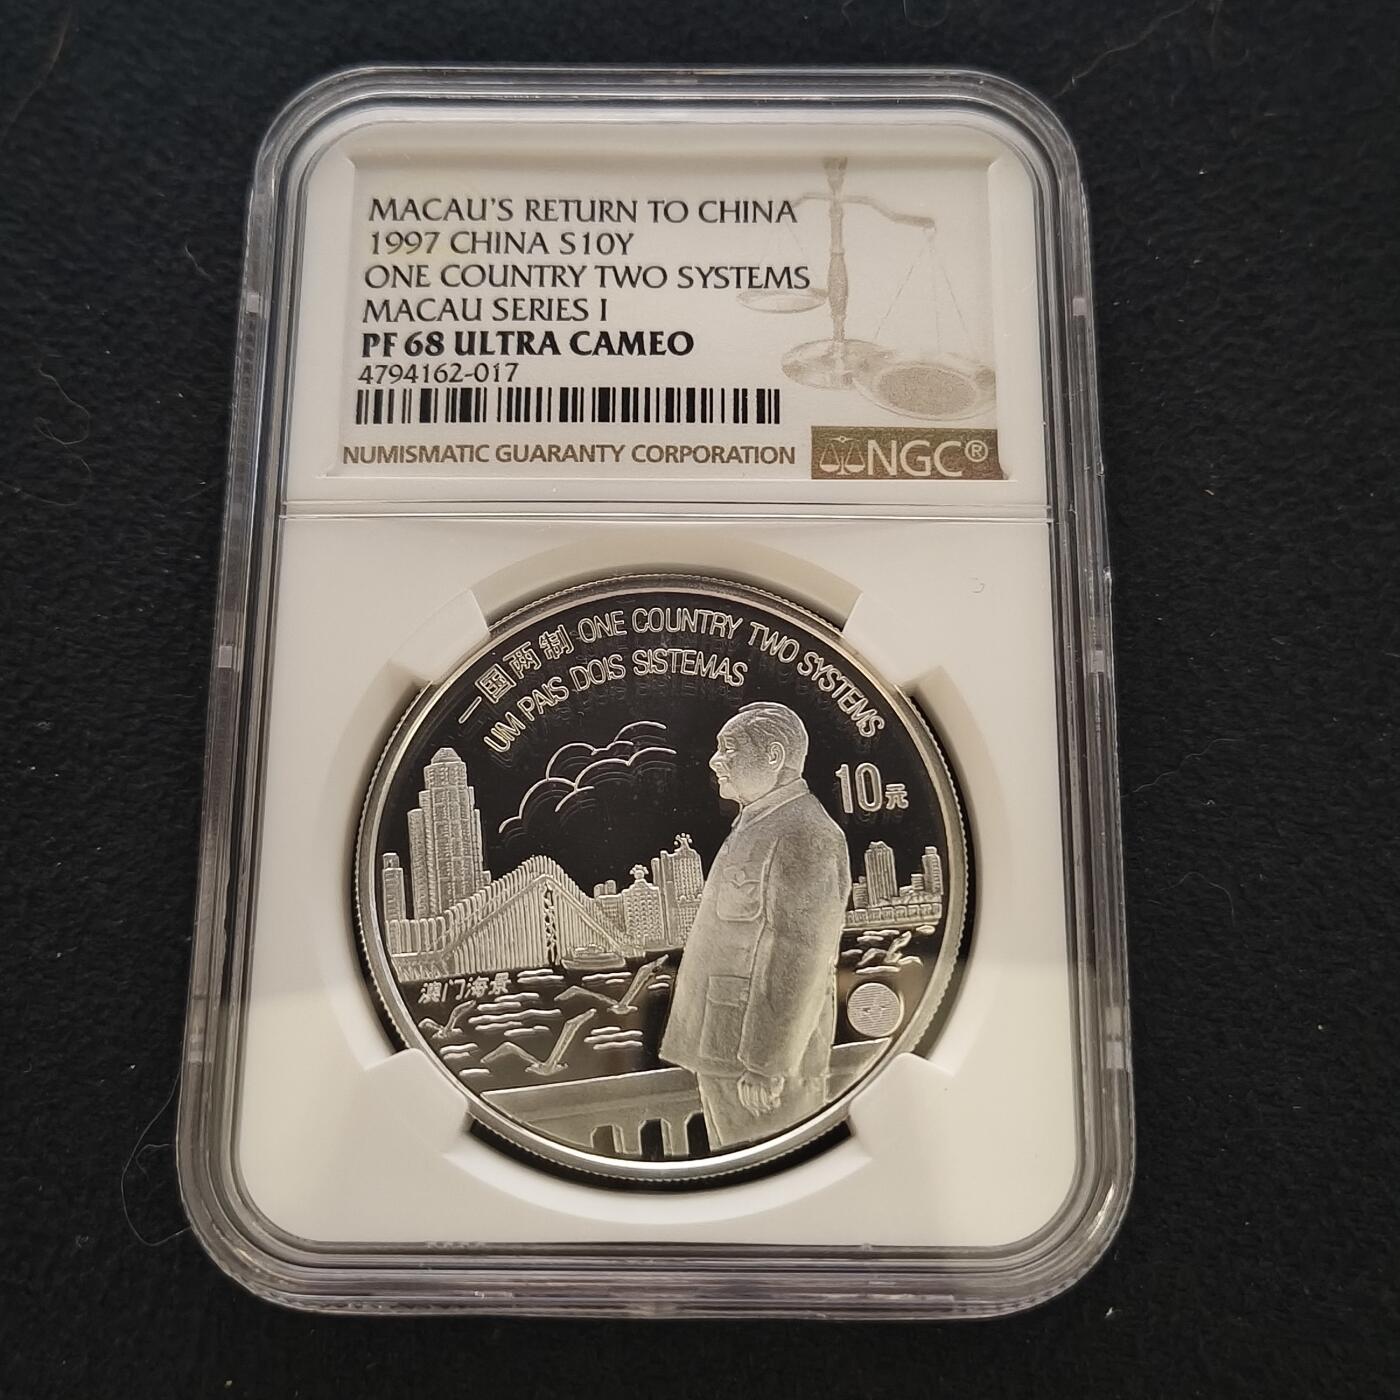 MACAU'S RETURN TO CHINA
1997 CHINA S10Y
ONE COUNTRY TWO SYSTEMS
MACAU SERIES I
PF 68 ULTRA CAMEO
4794162-017
NUMISMATIC GUARANTY CORPORATION
NGC®
一国两制 ONE COUNTRY TWO SYSTEMS
UM PAIS DOIS SISTEMAS
10元
澳门海景